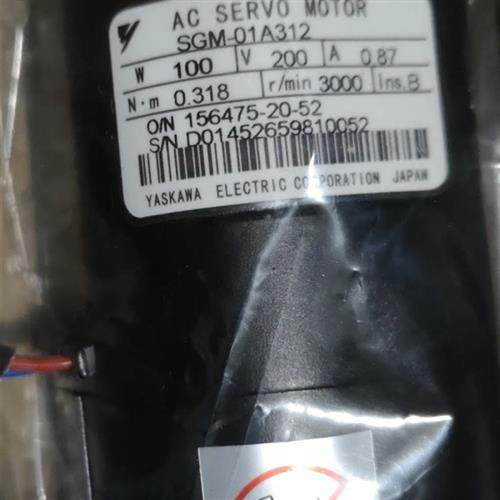 AC SERVO MOTOR
SGM-01A312
W 100 V 200 A 0.87
N·m 0.318 r/min 3000 Ins.B
O/N 156475-20-52
S/N D01452659810052
YASKAWA ELECTRIC CORPORATION JAPAN